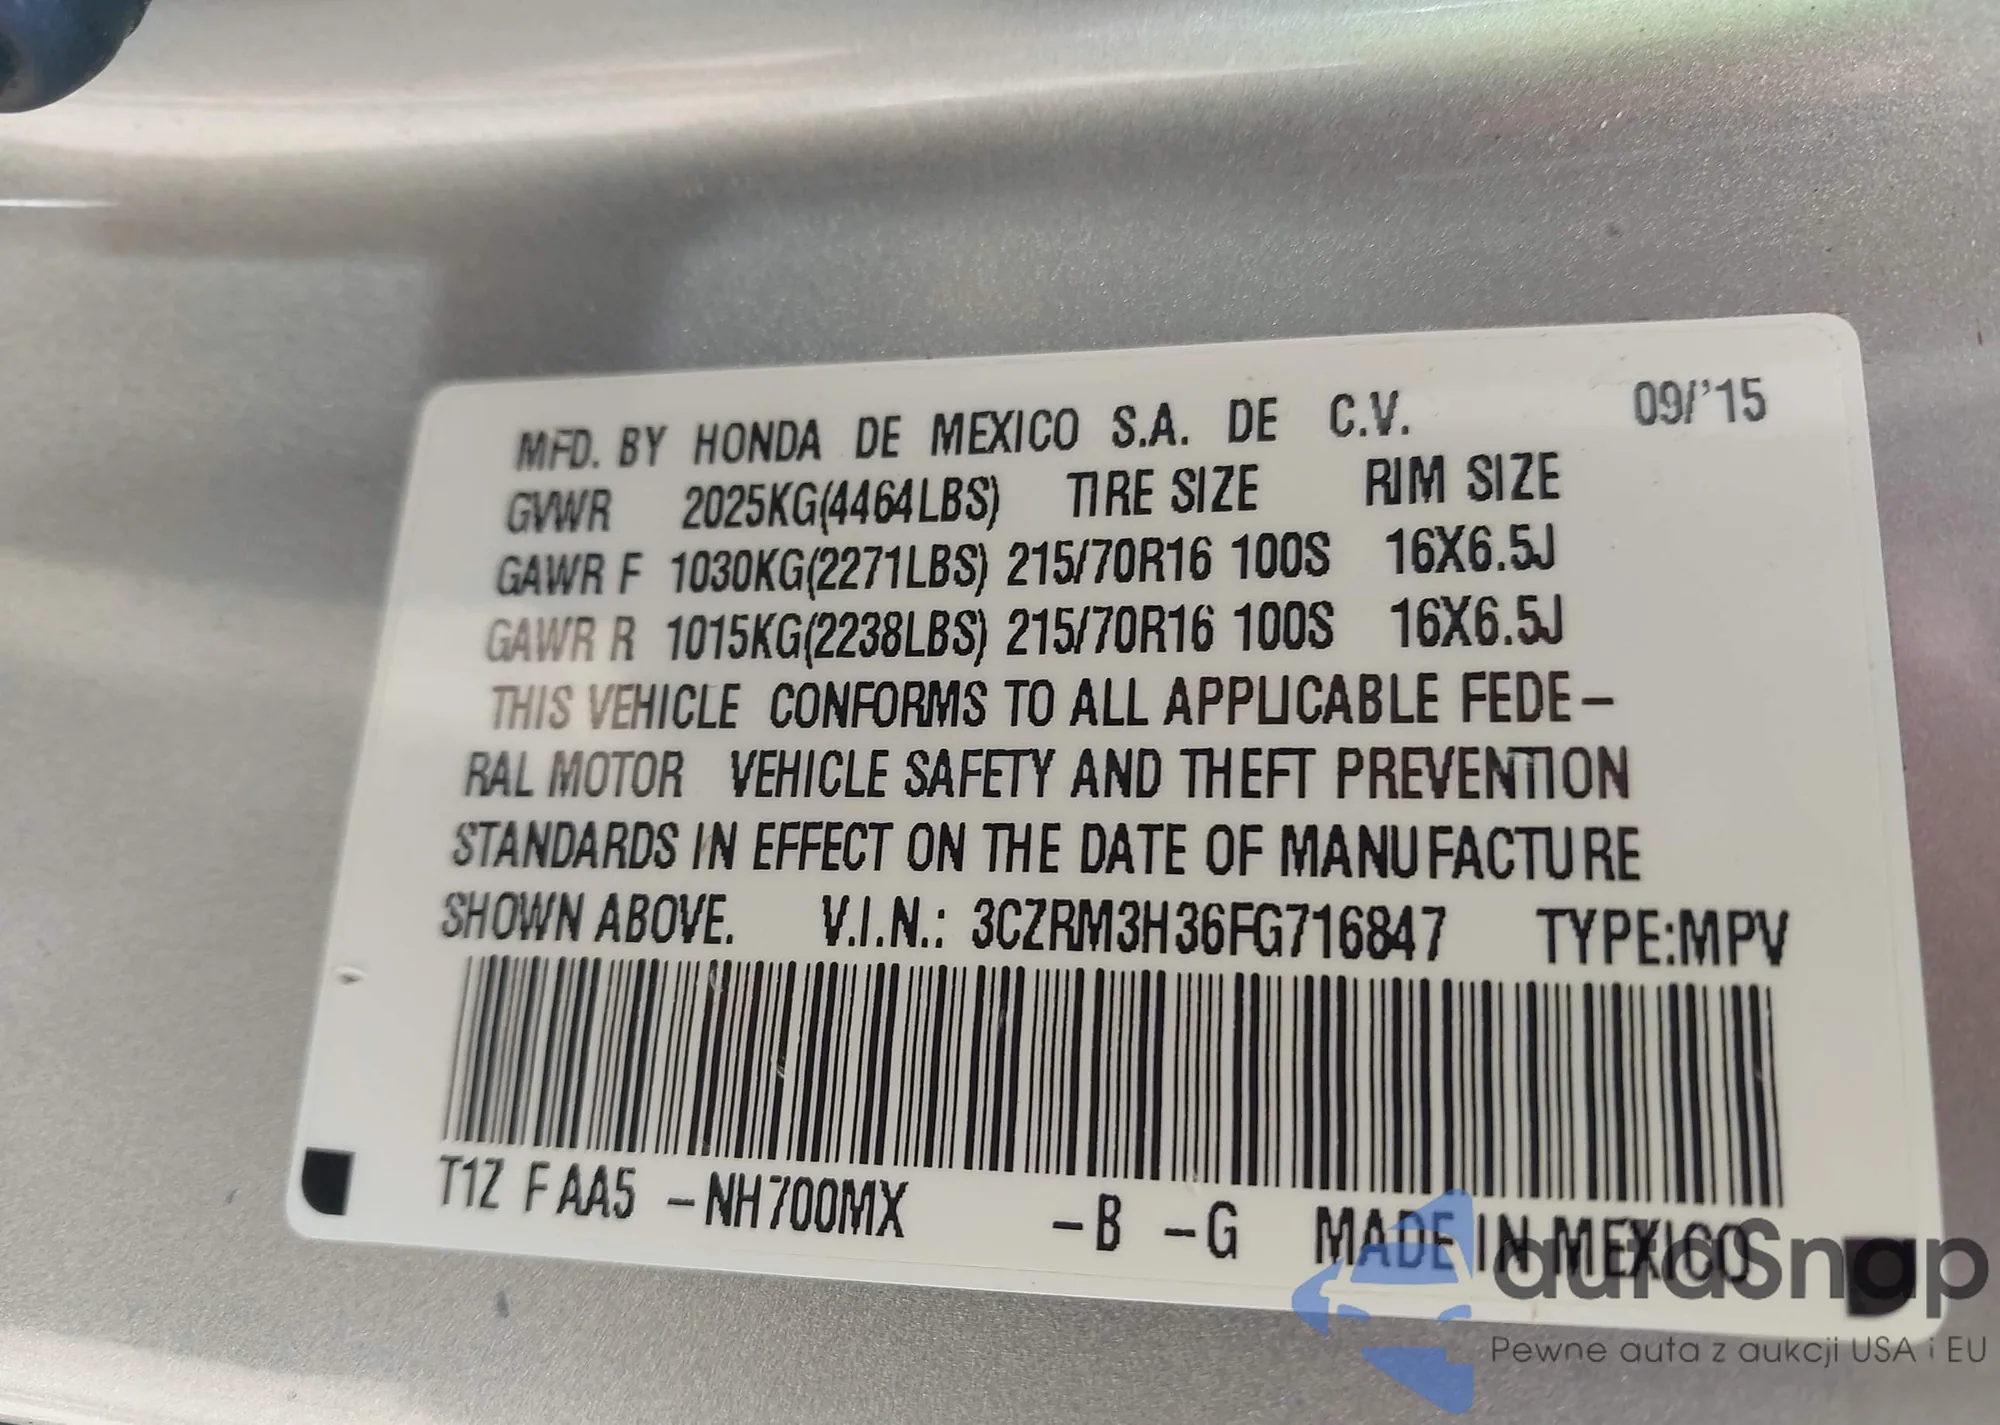 MFD. BY HONDA DE MEXICO S.A. DE C.V. 09/'15
GVWR 2025KG(4464LBS) TIRE SIZE RIM SIZE
GAWR F 1030KG(2271LBS) 215/70R16 100S 16X6.5J
GAWR R 1015KG(2238LBS) 215/70R16 100S 16X6.5J
THIS VEHICLE CONFORMS TO ALL APPLICABLE FEDE-
RAL MOTOR VEHICLE SAFETY AND THEFT PREVENTION
STANDARDS IN EFFECT ON THE DATE OF MANUFACTURE
SHOWN ABOVE. V.I.N.: 3CZRM3H36FG716847 TYPE:MPV
T1Z F AA5 -NH700MX -B -G MADE IN MEXICO
autaSnap
Pewne auta z aukcji USA i EU